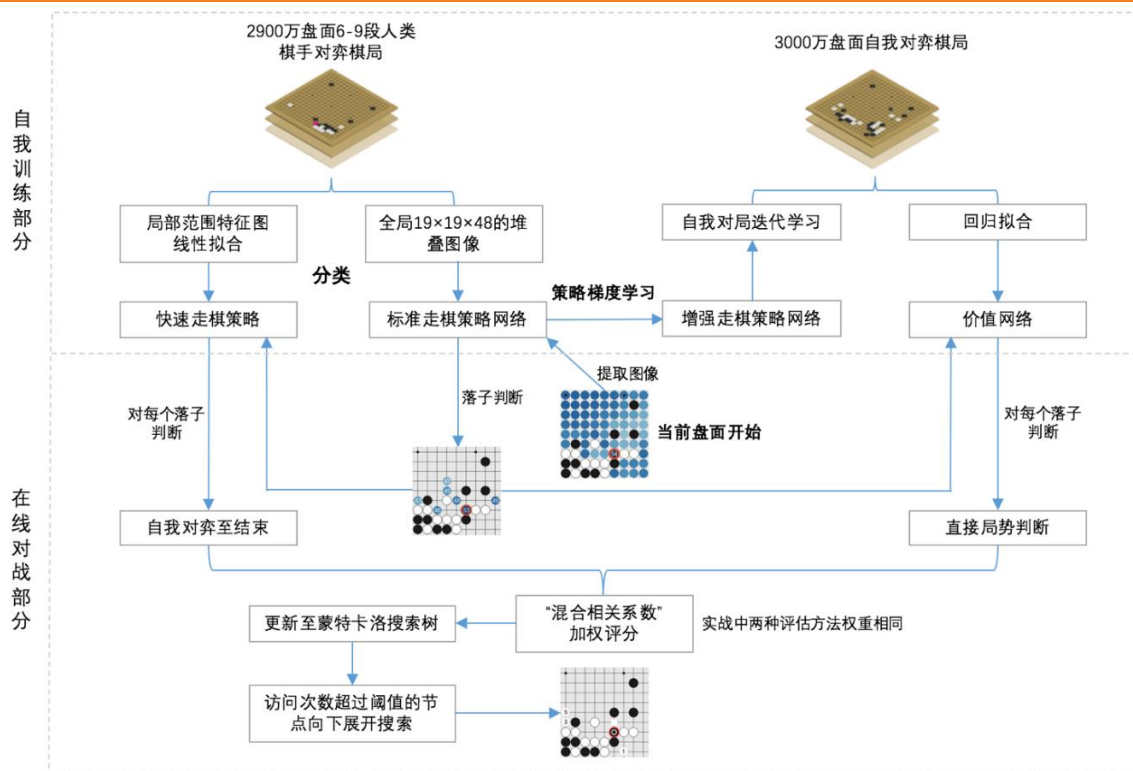 2900万盘面6-9段人类
棋手对弈棋局
3000万盘面自我对弈棋局
自我训练部分
局部范围特征图
线性拟合
全局19×19×48的堆
叠图像
自我对局迭代学习
回归拟合
分类
策略梯度学习
快速走棋策略
标准走棋策略网络
增强走棋策略网络
价值网络
提取图像
对每个落子
判断
落子判断
当前盘面开始
对每个落子
判断
在线对战部分
自我对弈至结束
直接局势判断
更新至蒙特卡洛搜索树
“混合相关系数”
加权评分
实战中两种评估方法权重相同
访问次数超过阈值的节
点向下展开搜索
5
3
1